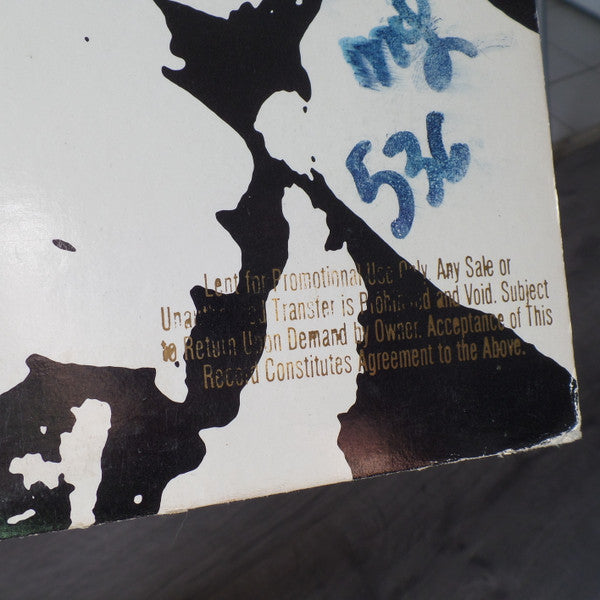 536
Lent for Promotional Use Only. Any Sale or
Unauthorized Transfer is Prohibited and Void. Subject
to Return Upon Demand by Owner. Acceptance of This
Record Constitutes Agreement to the Above.